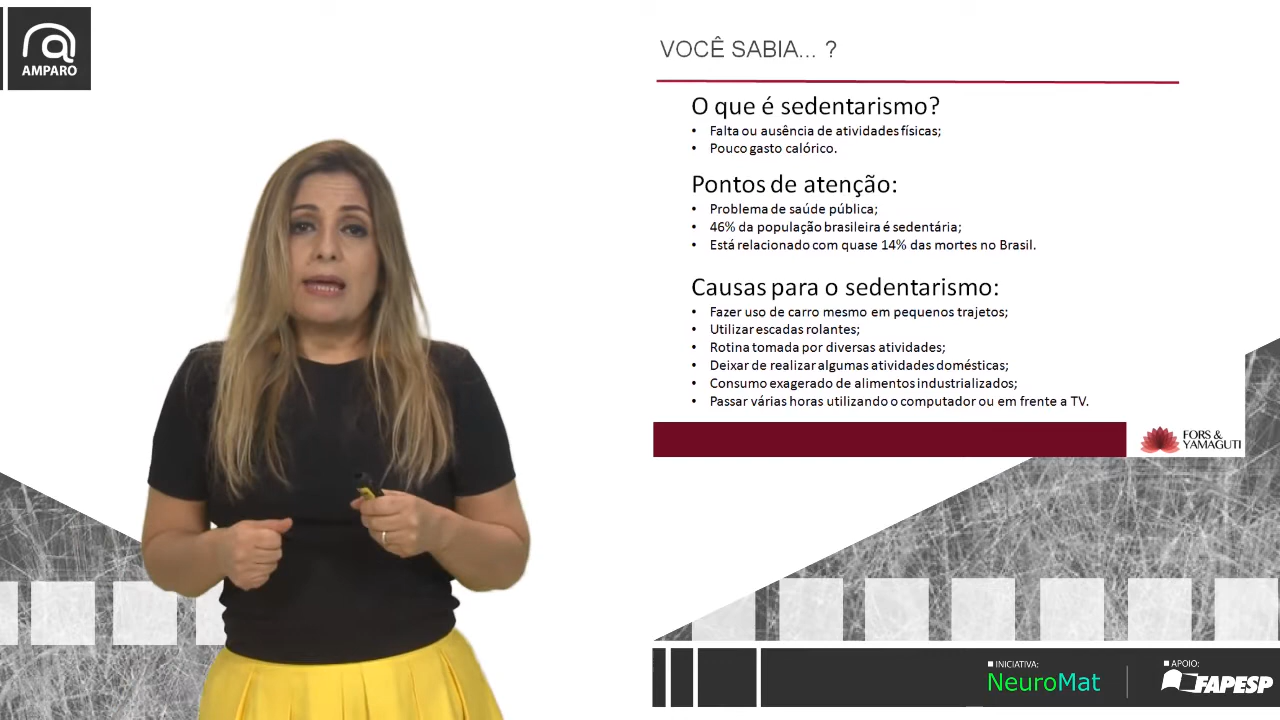 AMPARO
VOCÊ SABIA... ?
O que é sedentarismo?
• Falta ou ausência de atividades físicas;
• Pouco gasto calórico.
Pontos de atenção:
• Problema de saúde pública;
• 46% da população brasileira é sedentária;
• Está relacionado com quase 14% das mortes no Brasil.
Causas para o sedentarismo:
• Fazer uso de carro mesmo em pequenos trajetos;
• Utilizar escadas rolantes;
• Rotina tomada por diversas atividades;
• Deixar de realizar algumas atividades domésticas;
• Consumo exagerado de alimentos industrializados;
• Passar várias horas utilizando o computador ou em frente a TV.
FORS &
YAMAGUTI
INICIATIVA:
NeuroMat
APOIO:
FAPESP